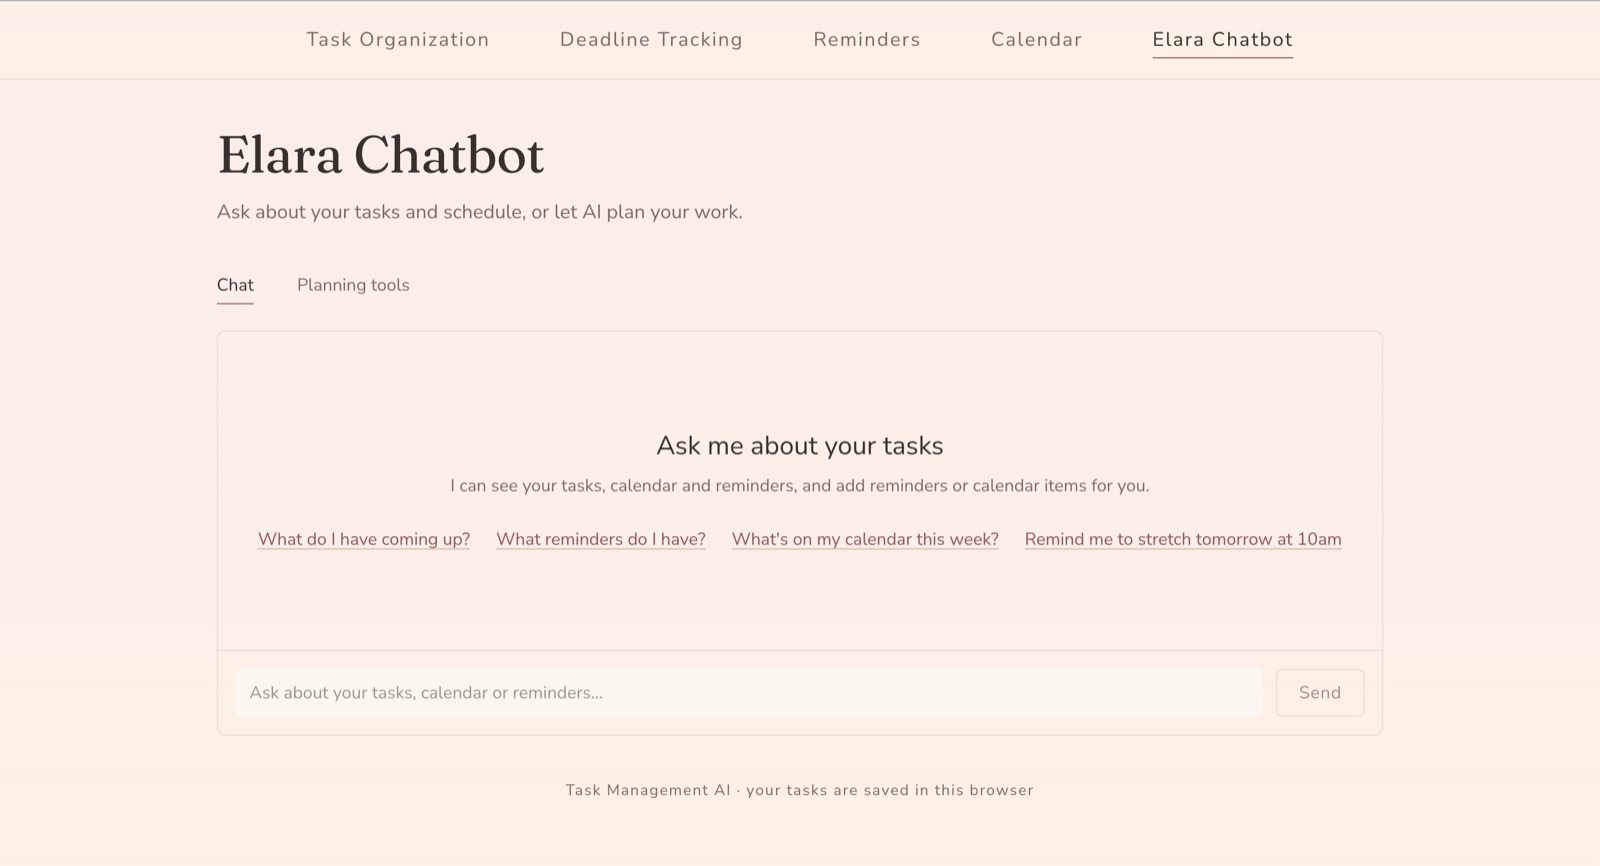 Task Organization Deadline Tracking Reminders Calendar Elara Chatbot
Elara Chatbot
Ask about your tasks and schedule, or let AI plan your work.
Chat Planning tools
Ask me about your tasks
I can see your tasks, calendar and reminders, and add reminders or calendar items for you.
What do I have coming up? What reminders do I have? What's on my calendar this week? Remind me to stretch tomorrow at 10am
Ask about your tasks, calendar or reminders... Send
Task Management AI · your tasks are saved in this browser